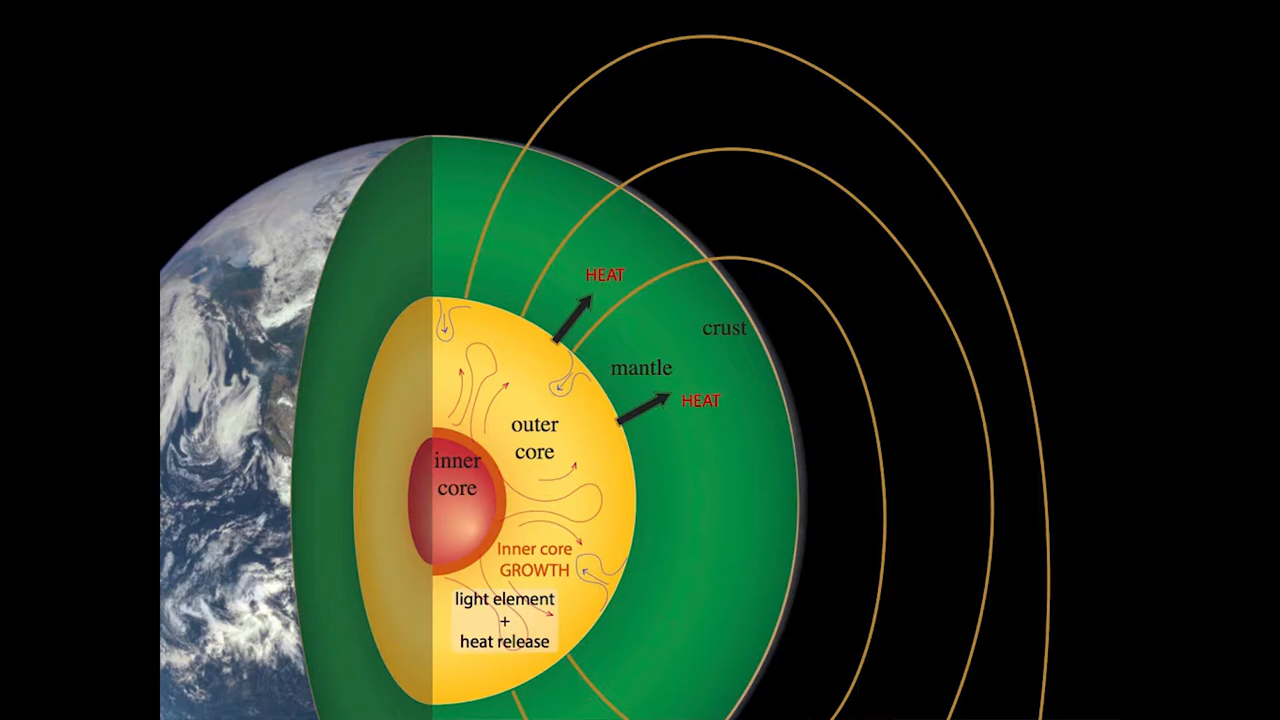 HEAT
crust
mantle
HEAT
outer
core
inner
core
Inner core
GROWTH
light element
+
heat release